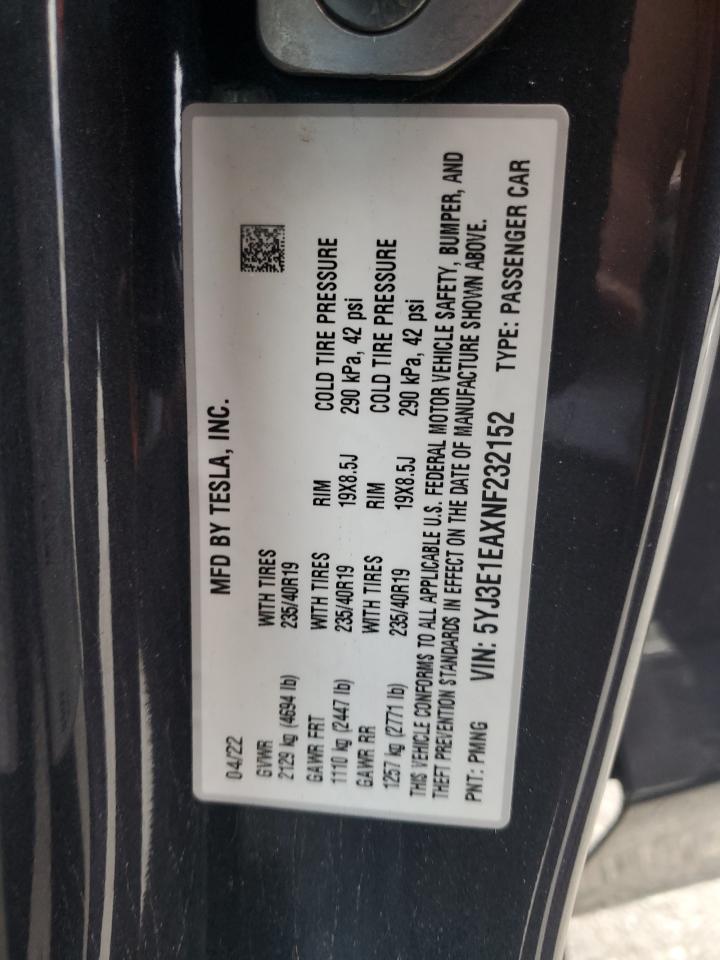 04/22 MFD BY TESLA, INC.
GVWR WITH TIRES
2129 kg (4694 lb) 235/40R19
GAWR FRT WITH TIRES RIM COLD TIRE PRESSURE
1110 kg (2447 lb) 235/40R19 19X8.5J 290 kPa, 42 psi
GAWR RR WITH TIRES RIM COLD TIRE PRESSURE
1257 kg (2771 lb) 235/40R19 19X8.5J 290 kPa, 42 psi
THIS VEHICLE CONFORMS TO ALL APPLICABLE U.S. FEDERAL MOTOR VEHICLE SAFETY, BUMPER, AND
THEFT PREVENTION STANDARDS IN EFFECT ON THE DATE OF MANUFACTURE SHOWN ABOVE.
PNT: PMNG VIN: 5YJ3E1EAXNF232152 TYPE: PASSENGER CAR